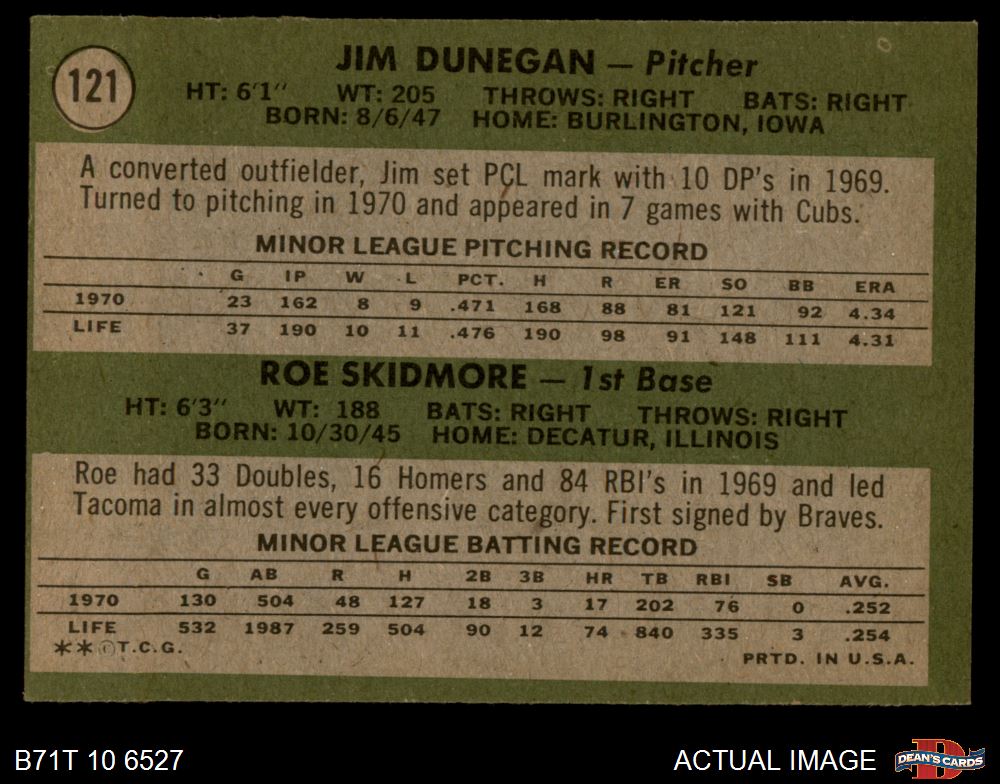 121
JIM DUNEGAN — Pitcher
HT: 6'1" WT: 205 THROWS: RIGHT BATS: RIGHT
BORN: 8/6/47 HOME: BURLINGTON, IOWA
A converted outfielder, Jim set PCL mark with 10 DP's in 1969.
Turned to pitching in 1970 and appeared in 7 games with Cubs.
MINOR LEAGUE PITCHING RECORD
G IP W L PCT. H R ER SO BB ERA
1970 23 162 8 9 .471 168 88 81 121 92 4.34
LIFE 37 190 10 11 .476 190 98 91 148 111 4.31
ROE SKIDMORE — 1st Base
HT: 6'3" WT: 188 BATS: RIGHT THROWS: RIGHT
BORN: 10/30/45 HOME: DECATUR, ILLINOIS
Roe had 33 Doubles, 16 Homers and 84 RBI's in 1969 and led
Tacoma in almost every offensive category. First signed by Braves.
MINOR LEAGUE BATTING RECORD
G AB R H 2B 3B HR TB RBI SB AVG.
1970 130 504 48 127 18 3 17 202 76 0 .252
LIFE 532 1987 259 504 90 12 74 840 335 3 .254
**©T.C.G. PRTD. IN U.S.A.
B71T 10 6527 ACTUAL IMAGE D DEAN'S CARDS